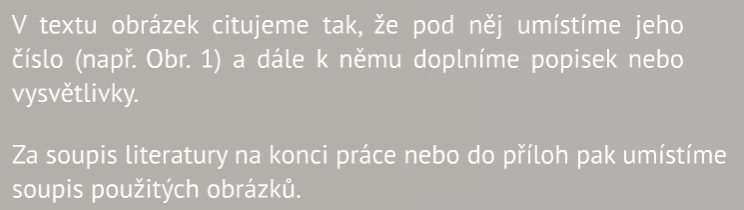 V textu obrázek citujeme tak, že pod něj umístíme jeho
číslo (např. Obr. 1) a dále k němu doplníme popisek nebo
vysvětlivky.
Za soupis literatury na konci práce nebo do příloh pak umístíme
soupis použitých obrázků.